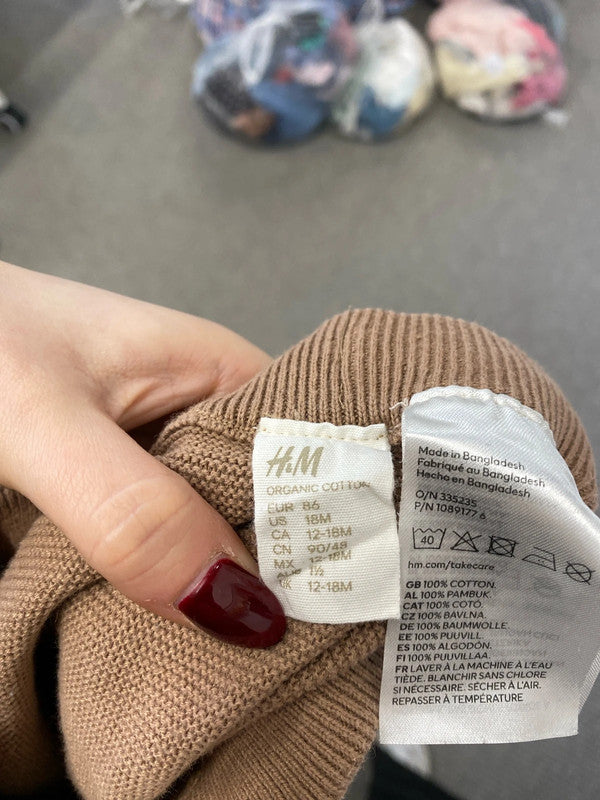 H&M
ORGANIC COTTON
EUR 86
US 18M
CA 12-18M
CN 90/48
MX 12-18M
AUS 1½
UK 12-18M
Made in Bangladesh
Fabriqué au Bangladesh
Hecho en Bangladesh
O/N 335235
P/N 1089177 6
40
hm.com/takecare
GB 100% COTTON.
AL 100% PAMBUK.
CAT 100% COTÓ.
CZ 100% BAVLNA.
DE 100% BAUMWOLLE.
EE 100% PUUVILL.
ES 100% ALGODÓN.
FI 100% PUUVILLAA.
FR LAVER À LA MACHINE À L'EAU
TIÈDE. BLANCHIR SANS CHLORE
SI NÉCESSAIRE. SÉCHER À L'AIR.
REPASSER À TEMPÉRATURE